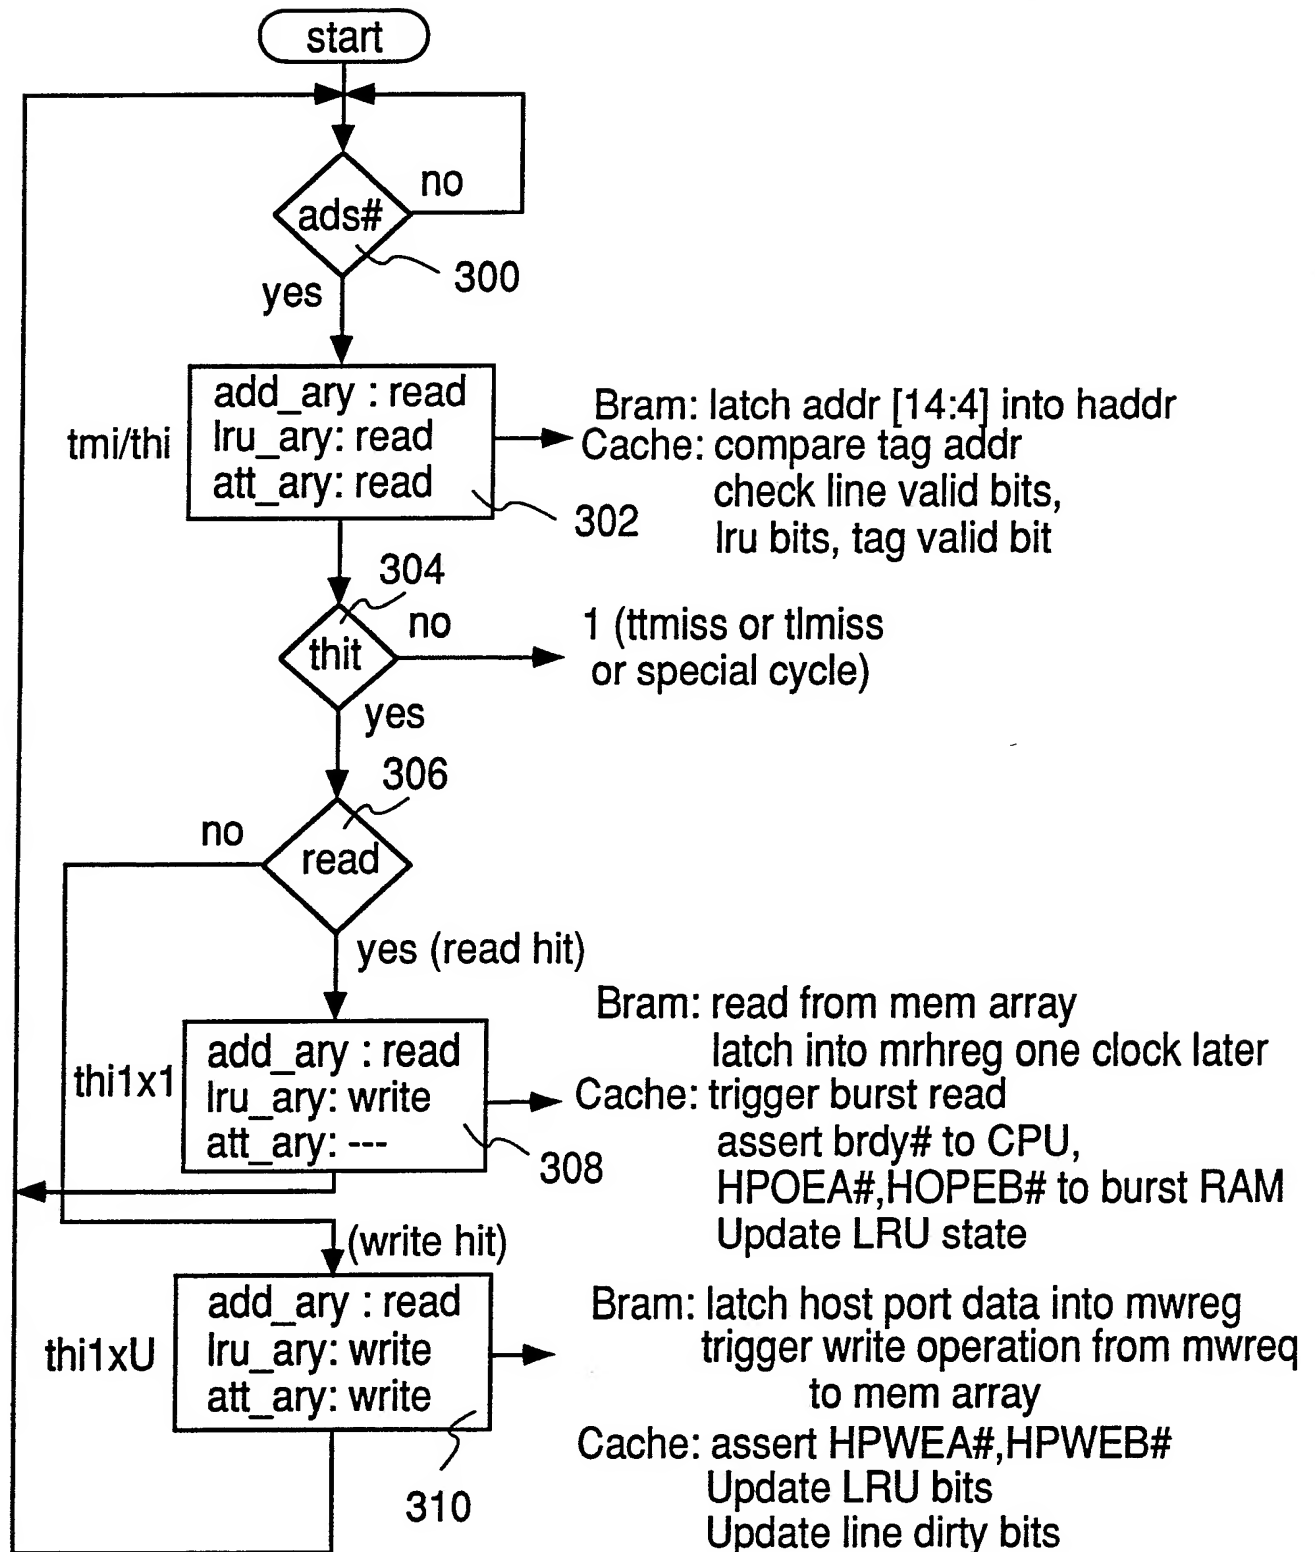 start
no
ads#
300
yes
add_ary : read
lru_ary: read
att_ary: read
tmi/thi
302
Bram: latch addr [14:4] into haddr
Cache: compare tag addr
check line valid bits,
lru bits, tag valid bit
304
no
thit
1 (ttmiss or tlmiss
or special cycle)
yes
306
no
read
yes (read hit)
add_ary : read
lru_ary: write
att_ary: ---
thi1x1
308
Bram: read from mem array
latch into mrhreg one clock later
Cache: trigger burst read
assert brdy# to CPU,
HPOEA#,HOPEB# to burst RAM
Update LRU state
(write hit)
add_ary : read
lru_ary: write
att_ary: write
thi1xU
310
Bram: latch host port data into mwreg
trigger write operation from mwreq
to mem array
Cache: assert HPWEA#,HPWEB#
Update LRU bits
Update line dirty bits